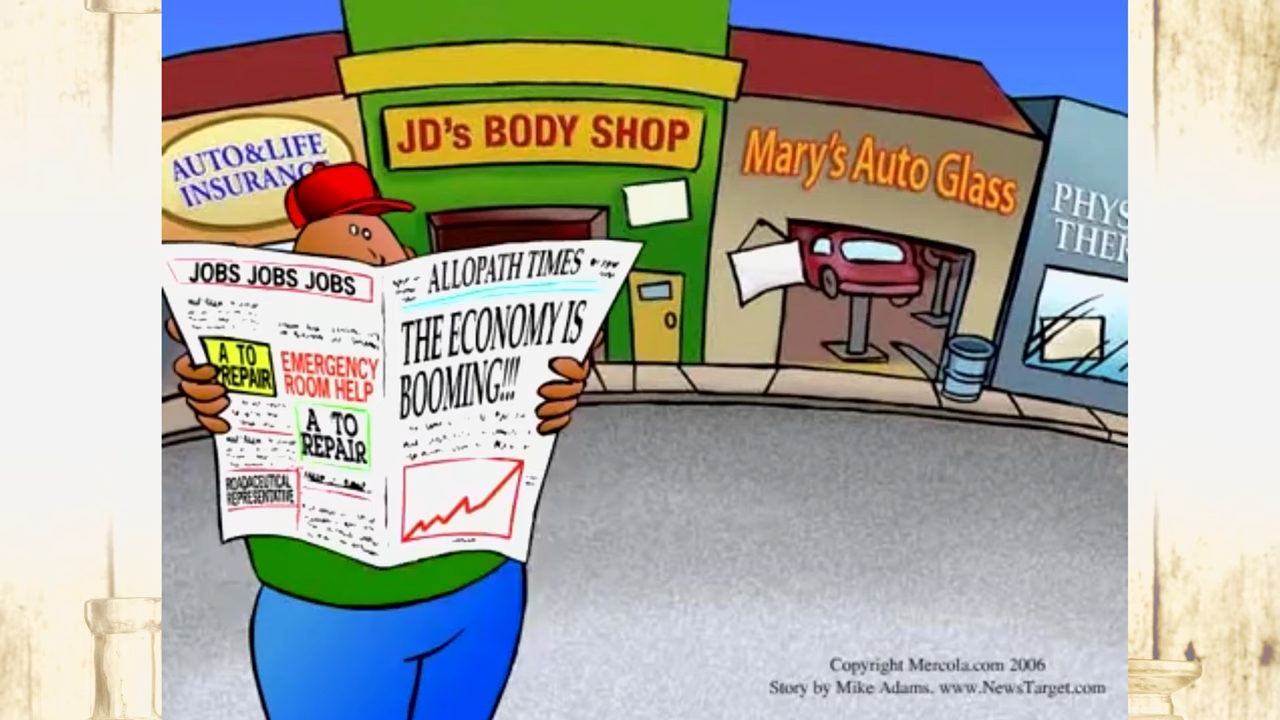 AUTO&LIFE
INSURANCE
JD's BODY SHOP
Mary's Auto Glass
PHYS
THER
JOBS JOBS JOBS
A TO
REPAIR
EMERGENCY
ROOM HELP
A TO
REPAIR
ROADACEUTICAL
REPRESENTATIVE
ALLOPATH TIMES
THE ECONOMY IS
BOOMING!!!
Copyright Mercola.com 2006
Story by Mike Adams. www.NewsTarget.com